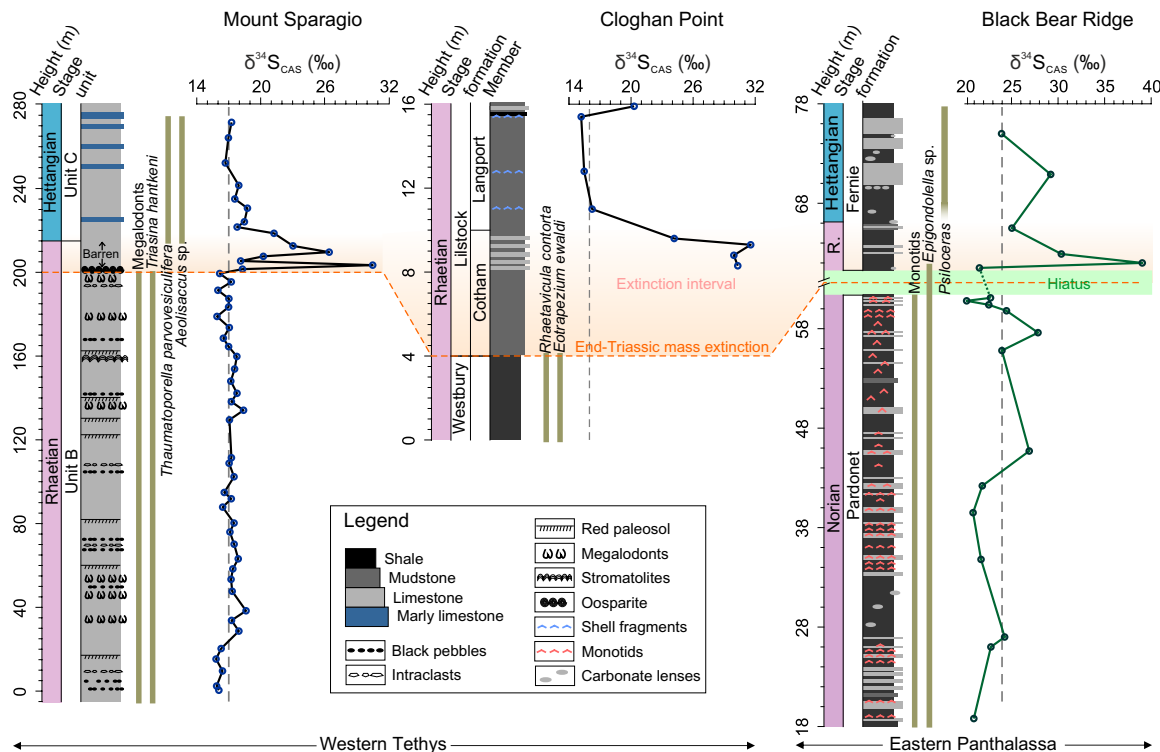 Mount Sparagio
Cloghan Point
Black Bear Ridge
Height (m)
Stage
unit
δ34SCAS (‰)
14 20 26 32
Height (m)
Stage
formation
Member
δ34SCAS (‰)
14 20 26 32
Height (m)
Stage
formation
δ34SCAS (‰)
20 25 30 35 40
280
240
200
160
120
80
40
0
Hettangian
Rhaetian
Unit C
Unit B
Barren
Megalodonts
Triasina hantkeni
Thaumatoporella parvovesiculifera
Aeolisaccus sp.
16
12
8
4
0
Rhaetian
Lilstock
Westbury
Langport
Cotham
Rhaetavicula contorta
Eotrapezium ewaldi
Extinction interval
End-Triassic mass extinction
78
68
58
48
38
28
18
Hettangian
R.
Norian
Fernie
Pardonet
Monotids
Epigondolella sp.
Psiloceras
Hiatus
Legend
Shale
Mudstone
Limestone
Marly limestone
Black pebbles
Intraclasts
Red paleosol
Megalodonts
Stromatolites
Oosparite
Shell fragments
Monotids
Carbonate lenses
Western Tethys
Eastern Panthalassa